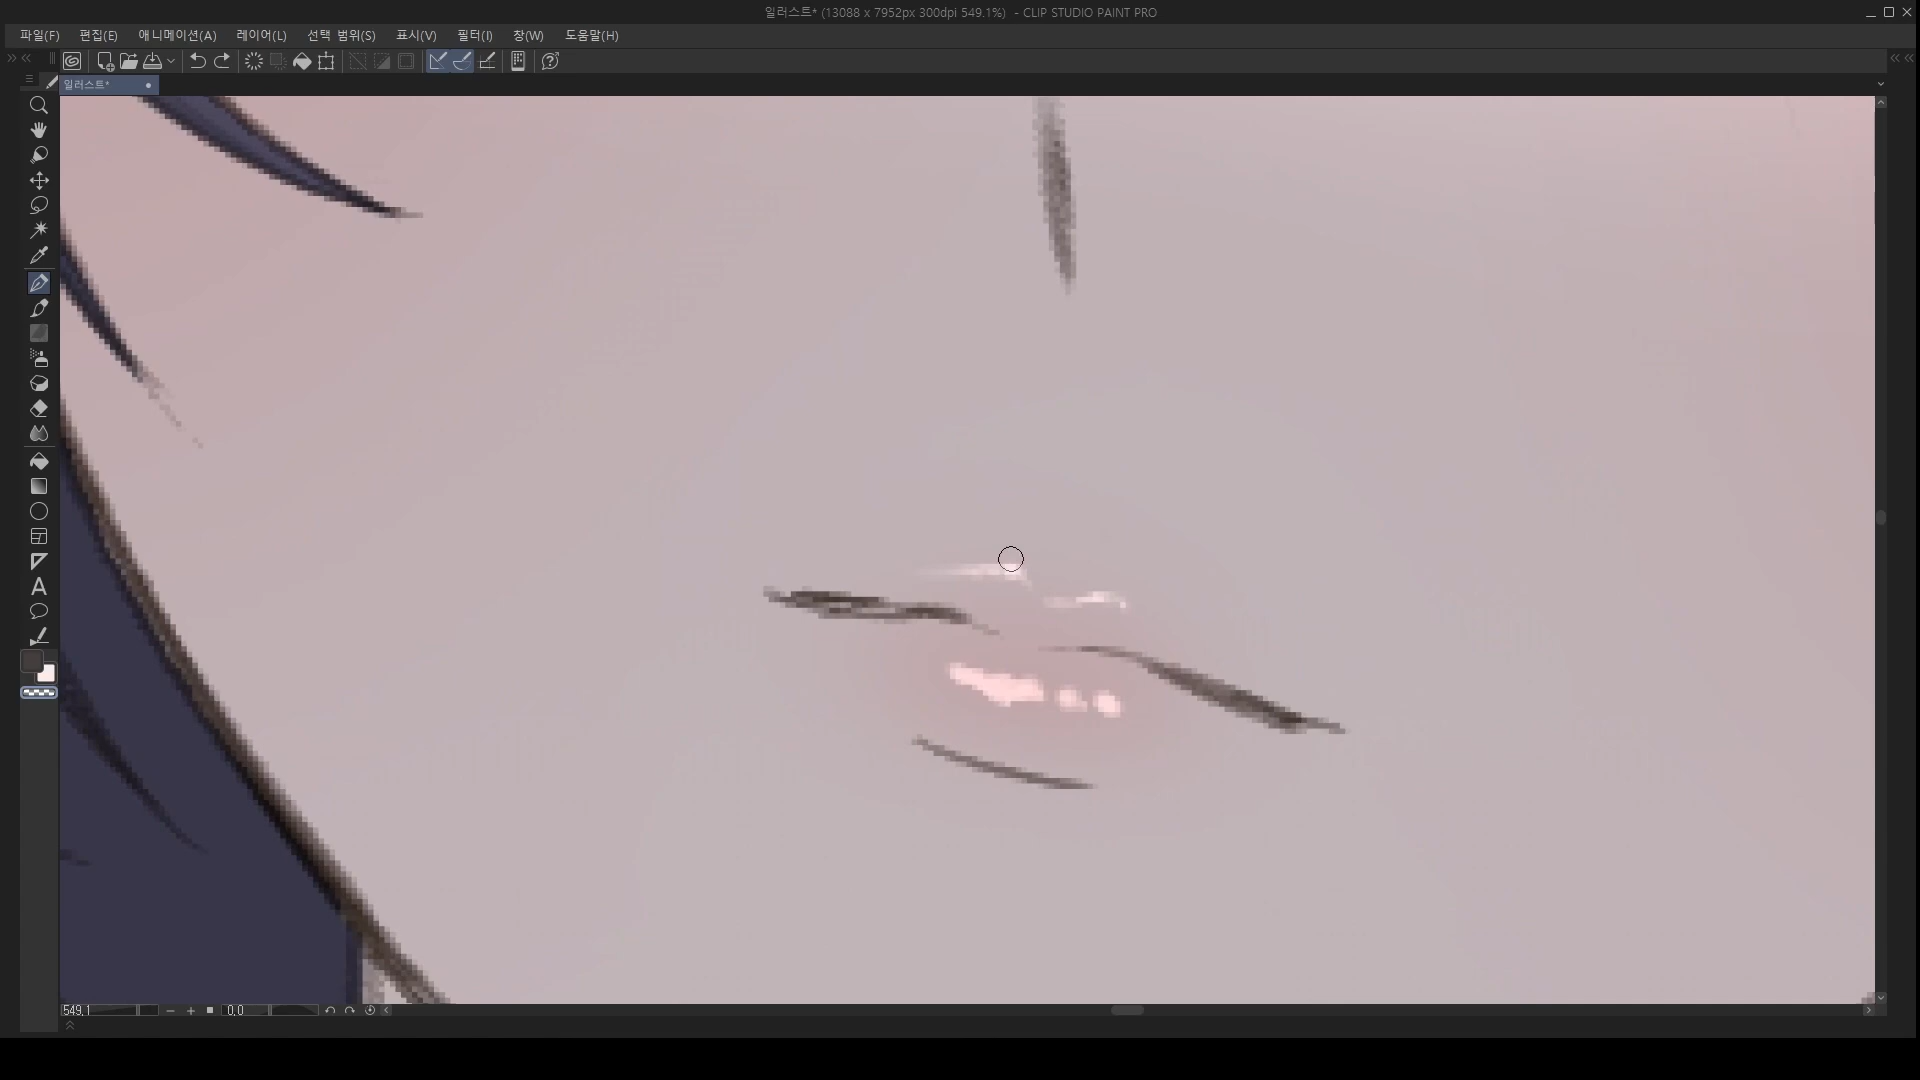 일러스트* (13088 x 7952px 300dpi 549.1%) - CLIP STUDIO PAINT PRO
파일(F) 편집(E) 애니메이션(A) 레이어(L) 선택 범위(S) 표시(V) 필터(I) 창(W) 도움말(H)
일러스트*
549.1 0.0